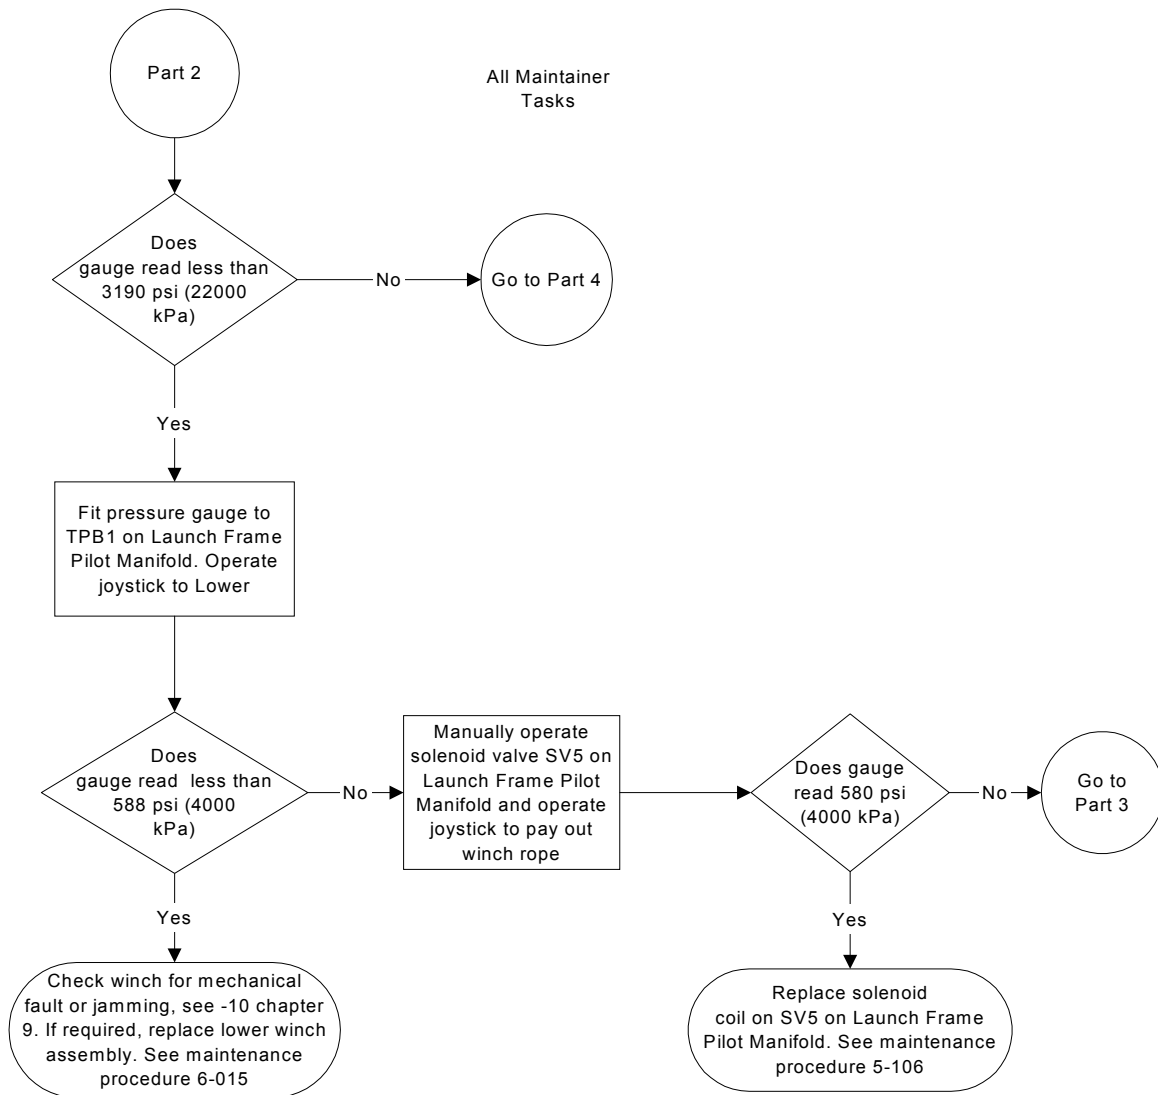 Part 2
All Maintainer
Tasks
Does
gauge read less than
3190 psi (22000
kPa)
No
Go to Part 4
Yes
Fit pressure gauge to
TPB1 on Launch Frame
Pilot Manifold. Operate
joystick to Lower
Does
gauge read less than
588 psi (4000
kPa)
No
Manually operate
solenoid valve SV5 on
Launch Frame Pilot
Manifold and operate
joystick to pay out
winch rope
Does gauge
read 580 psi
(4000 kPa)
No
Go to
Part 3
Yes
Check winch for mechanical
fault or jamming, see -10 chapter
9. If required, replace lower winch
assembly. See maintenance
procedure 6-015
Yes
Replace solenoid
coil on SV5 on Launch Frame
Pilot Manifold. See maintenance
procedure 5-106